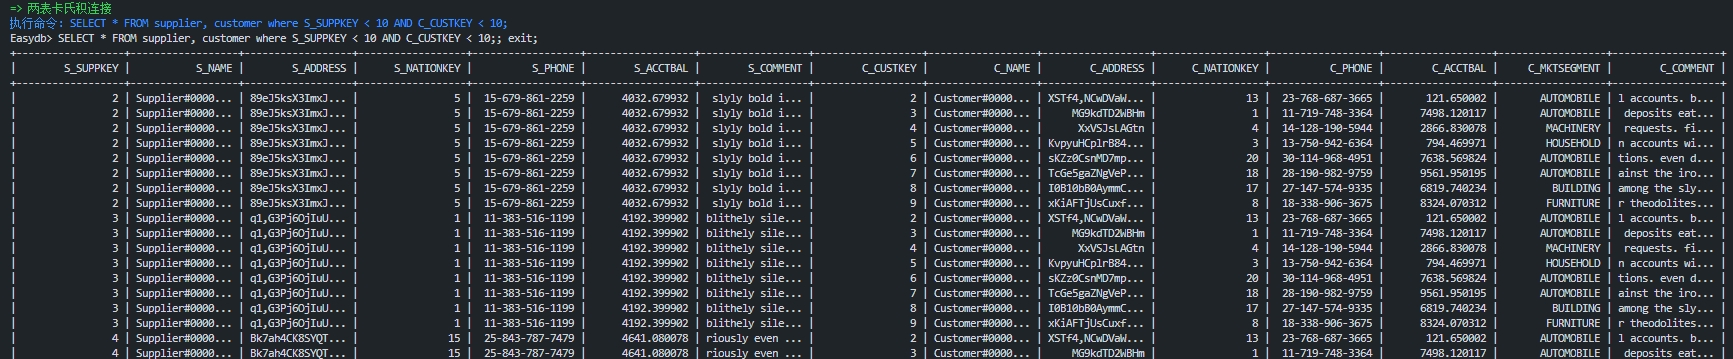 => 两表卡氏积连接
执行命令: SELECT * FROM supplier, customer where S_SUPPKEY < 10 AND C_CUSTKEY < 10;
Easydb> SELECT * FROM supplier, customer where S_SUPPKEY < 10 AND C_CUSTKEY < 10;; exit;
| S_SUPPKEY | S_NAME | S_ADDRESS | S_NATIONKEY | S_PHONE | S_ACCTBAL | S_COMMENT | C_CUSTKEY | C_NAME | C_ADDRESS | C_NATIONKEY | C_PHONE | C_ACCTBAL | C_MKTSEGMENT | C_COMMENT |
| 2 | Supplier#0000... | 89eJ5ksX3ImxJ... | 5 | 15-679-861-2259 | 4032.679932 | slyly bold i... | 2 | Customer#0000... | XSTf4,NCwDVaW... | 13 | 23-768-687-3665 | 121.650002 | AUTOMOBILE | l accounts. b... |
| 2 | Supplier#0000... | 89eJ5ksX3ImxJ... | 5 | 15-679-861-2259 | 4032.679932 | slyly bold i... | 3 | Customer#0000... | MG9kdTD2WBHm | 1 | 11-719-748-3364 | 7498.120117 | AUTOMOBILE | deposits eat... |
| 2 | Supplier#0000... | 89eJ5ksX3ImxJ... | 5 | 15-679-861-2259 | 4032.679932 | slyly bold i... | 4 | Customer#0000... | XxVSJsLAGtn | 4 | 14-128-190-5944 | 2866.830078 | MACHINERY | requests. fi... |
| 2 | Supplier#0000... | 89eJ5ksX3ImxJ... | 5 | 15-679-861-2259 | 4032.679932 | slyly bold i... | 5 | Customer#0000... | KvpyuHCplrB84... | 3 | 13-750-942-6364 | 794.469971 | HOUSEHOLD | n accounts wi... |
| 2 | Supplier#0000... | 89eJ5ksX3ImxJ... | 5 | 15-679-861-2259 | 4032.679932 | slyly bold i... | 6 | Customer#0000... | sKZz0CsnMD7mp... | 20 | 30-114-968-4951 | 7638.569824 | AUTOMOBILE | tions. even d... |
| 2 | Supplier#0000... | 89eJ5ksX3ImxJ... | 5 | 15-679-861-2259 | 4032.679932 | slyly bold i... | 7 | Customer#0000... | TcGe5gaZNgVeP... | 18 | 28-190-982-9759 | 9561.950195 | AUTOMOBILE | ainst the iro... |
| 2 | Supplier#0000... | 89eJ5ksX3ImxJ... | 5 | 15-679-861-2259 | 4032.679932 | slyly bold i... | 8 | Customer#0000... | I0B10bB0AymmC... | 17 | 27-147-574-9335 | 6819.740234 | BUILDING | among the sly... |
| 2 | Supplier#0000... | 89eJ5ksX3ImxJ... | 5 | 15-679-861-2259 | 4032.679932 | slyly bold i... | 9 | Customer#0000... | xKiAFTjUsCuxf... | 8 | 18-338-906-3675 | 8324.070312 | FURNITURE | r theodolites... |
| 3 | Supplier#0000... | q1,G3Pj6OjIuU... | 1 | 11-383-516-1199 | 4192.399902 | blithely sile... | 2 | Customer#0000... | XSTf4,NCwDVaW... | 13 | 23-768-687-3665 | 121.650002 | AUTOMOBILE | l accounts. b... |
| 3 | Supplier#0000... | q1,G3Pj6OjIuU... | 1 | 11-383-516-1199 | 4192.399902 | blithely sile... | 3 | Customer#0000... | MG9kdTD2WBHm | 1 | 11-719-748-3364 | 7498.120117 | AUTOMOBILE | deposits eat... |
| 3 | Supplier#0000... | q1,G3Pj6OjIuU... | 1 | 11-383-516-1199 | 4192.399902 | blithely sile... | 4 | Customer#0000... | XxVSJsLAGtn | 4 | 14-128-190-5944 | 2866.830078 | MACHINERY | requests. fi... |
| 3 | Supplier#0000... | q1,G3Pj6OjIuU... | 1 | 11-383-516-1199 | 4192.399902 | blithely sile... | 5 | Customer#0000... | KvpyuHCplrB84... | 3 | 13-750-942-6364 | 794.469971 | HOUSEHOLD | n accounts wi... |
| 3 | Supplier#0000... | q1,G3Pj6OjIuU... | 1 | 11-383-516-1199 | 4192.399902 | blithely sile... | 6 | Customer#0000... | sKZz0CsnMD7mp... | 20 | 30-114-968-4951 | 7638.569824 | AUTOMOBILE | tions. even d... |
| 3 | Supplier#0000... | q1,G3Pj6OjIuU... | 1 | 11-383-516-1199 | 4192.399902 | blithely sile... | 7 | Customer#0000... | TcGe5gaZNgVeP... | 18 | 28-190-982-9759 | 9561.950195 | AUTOMOBILE | ainst the iro... |
| 3 | Supplier#0000... | q1,G3Pj6OjIuU... | 1 | 11-383-516-1199 | 4192.399902 | blithely sile... | 8 | Customer#0000... | I0B10bB0AymmC... | 17 | 27-147-574-9335 | 6819.740234 | BUILDING | among the sly... |
| 3 | Supplier#0000... | q1,G3Pj6OjIuU... | 1 | 11-383-516-1199 | 4192.399902 | blithely sile... | 9 | Customer#0000... | xKiAFTjUsCuxf... | 8 | 18-338-906-3675 | 8324.070312 | FURNITURE | r theodolites... |
| 4 | Supplier#0000... | Bk7ah4CK8SYQT... | 15 | 25-843-787-7479 | 4641.080078 | riously even ... | 2 | Customer#0000... | XSTf4,NCwDVaW... | 13 | 23-768-687-3665 | 121.650002 | AUTOMOBILE | l accounts. b... |
| 4 | Supplier#0000... | Bk7ah4CK8SYQT... | 15 | 25-843-787-7479 | 4641.080078 | riously even ... | 3 | Customer#0000... | MG9kdTD2WBHm | 1 | 11-719-748-3364 | 7498.120117 | AUTOMOBILE | deposits eat... |